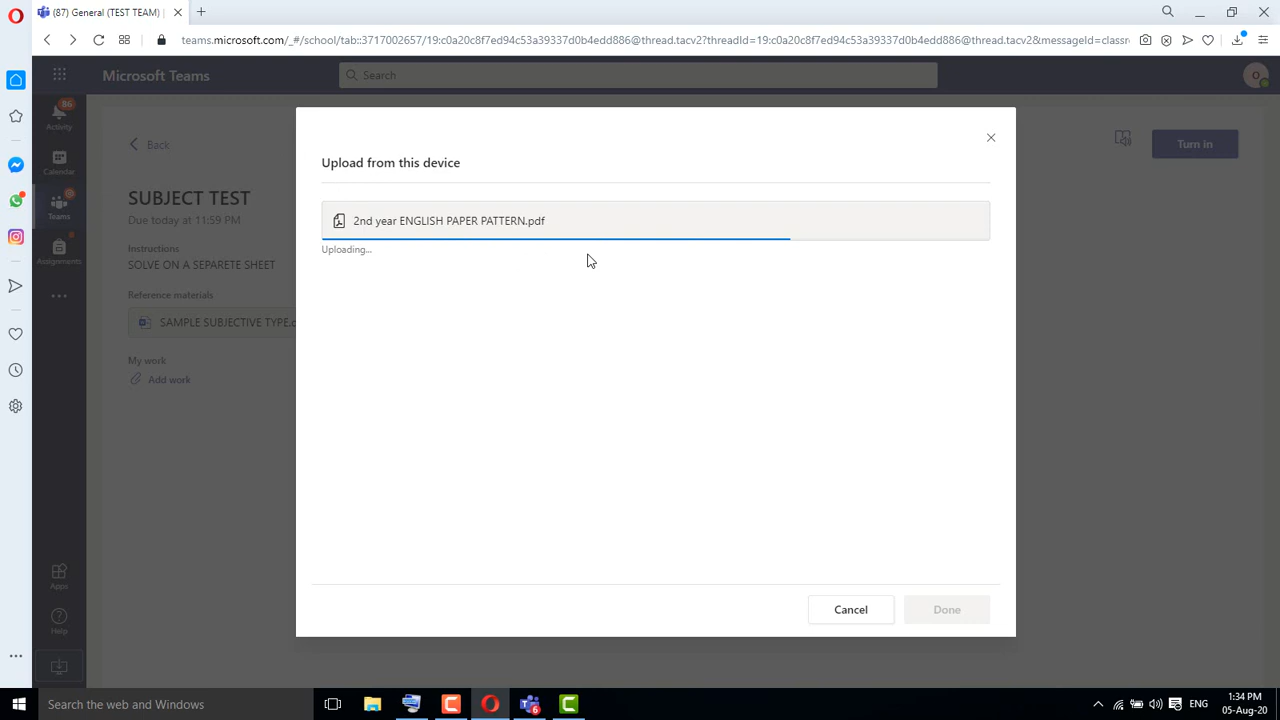 (87) General (TEST TEAM) |
teams.microsoft.com/_#/school/tab::3717002657/19:c0a20c8f7ed94c53a39337d0b4edd886@thread.tacv2?threadId=19:c0a20c8f7ed94c53a39337d0b4edd886@thread.tacv2&messageId=classr
Microsoft Teams
Search
O
86
Activity
Calendar
Teams
Assignments
Apps
Help
Back
Turn in
SUBJECT TEST
Due today at 11:59 PM
Instructions
SOLVE ON A SEPARETE SHEET
Reference materials
SAMPLE SUBJECTIVE TYPE.
My work
Add work
Upload from this device
2nd year ENGLISH PAPER PATTERN.pdf
Uploading...
Cancel
Done
Search the web and Windows
6
ENG
1:34 PM
05-Aug-20